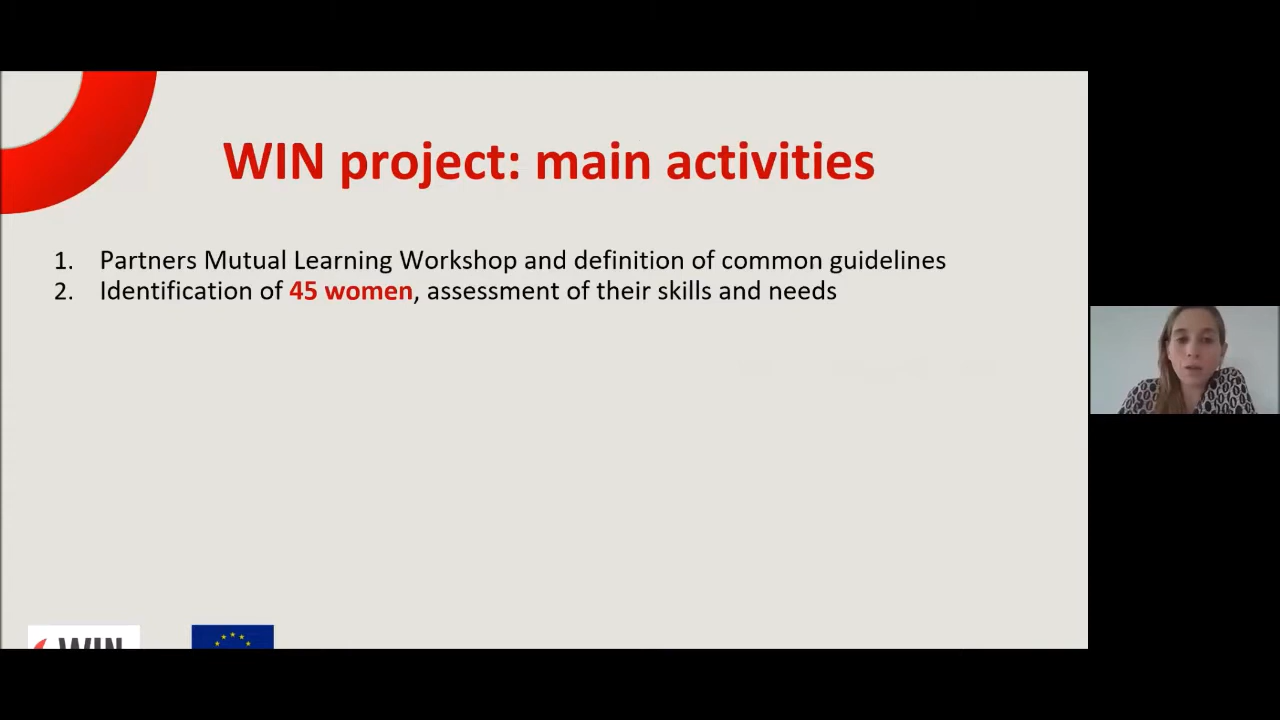 WIN project: main activities
1. Partners Mutual Learning Workshop and definition of common guidelines
2. Identification of 45 women, assessment of their skills and needs
WIN